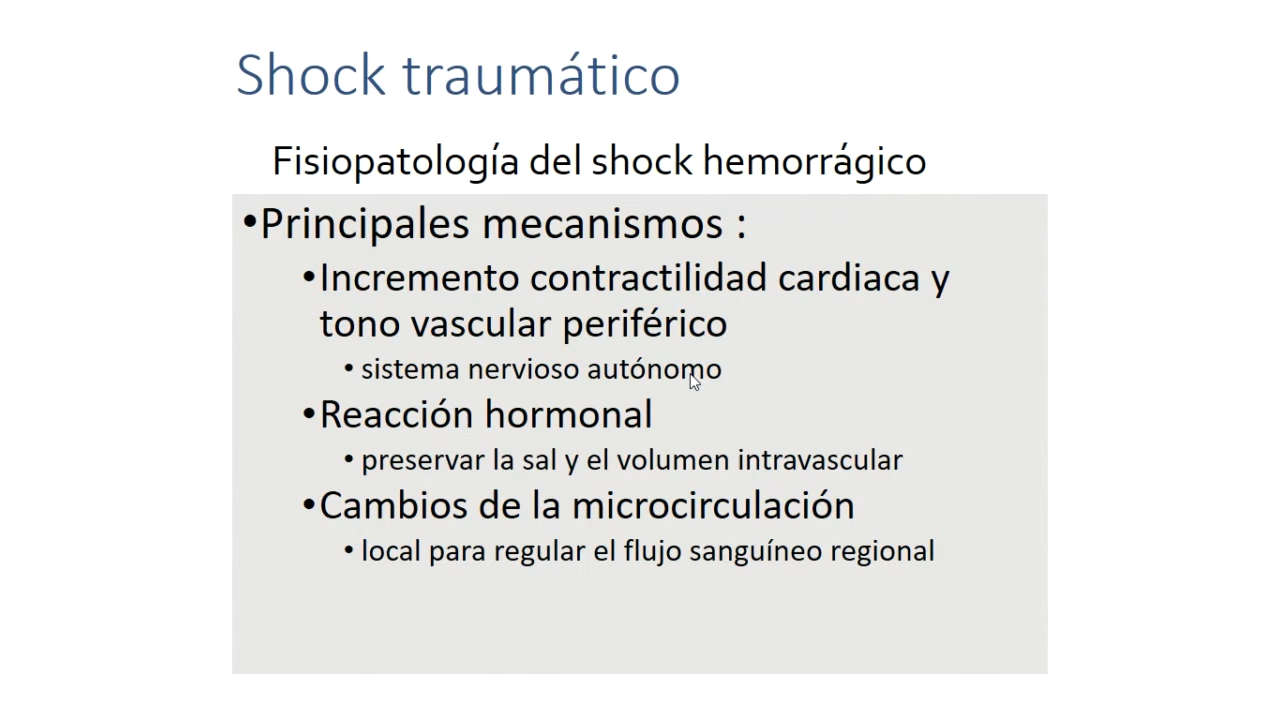 Shock traumático
Fisiopatología del shock hemorrágico
•Principales mecanismos :
•Incremento contractilidad cardiaca y
tono vascular periférico
• sistema nervioso autónomo
•Reacción hormonal
• preservar la sal y el volumen intravascular
•Cambios de la microcirculación
• local para regular el flujo sanguíneo regional